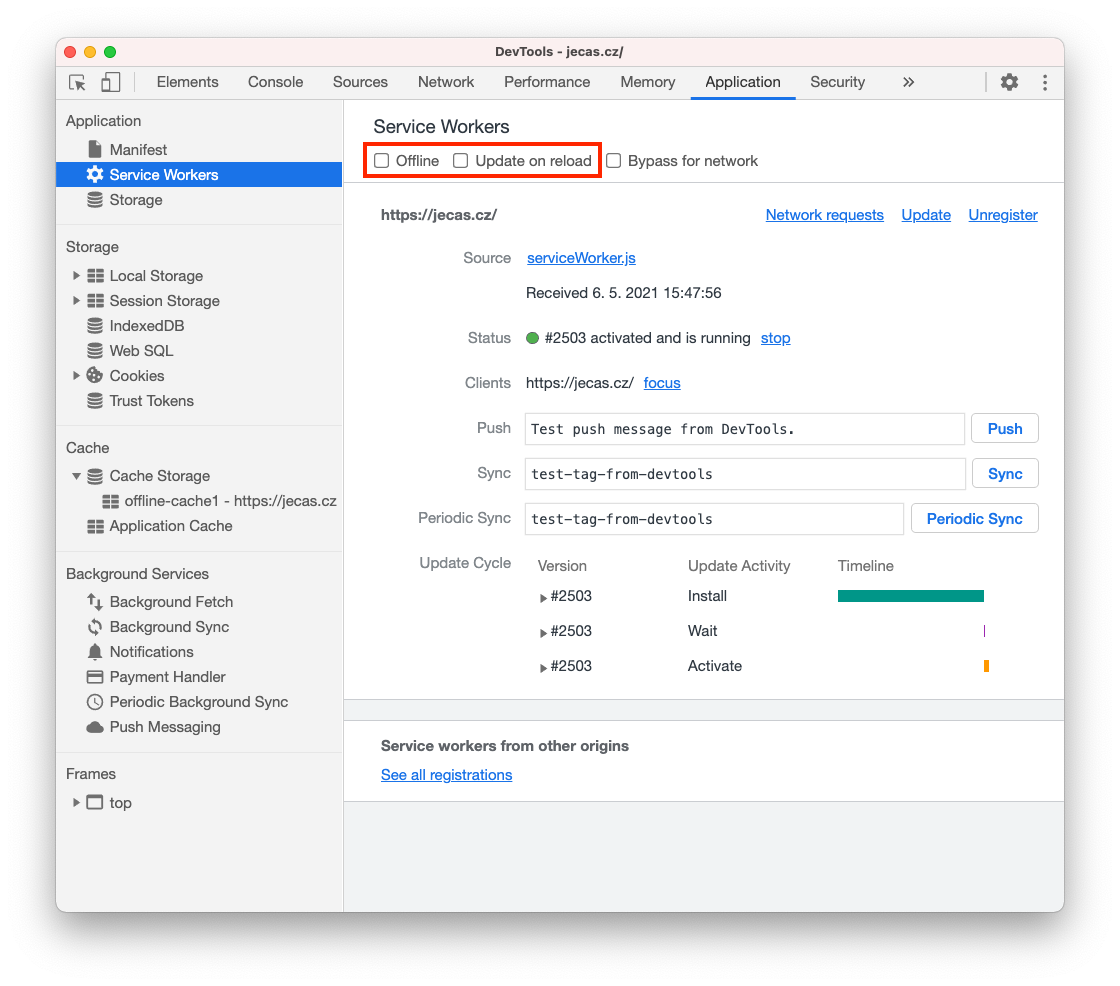 DevTools - jecas.cz/
Elements Console Sources Network Performance Memory Application Security »
Application
Manifest
Service Workers
Storage
Storage
Local Storage
Session Storage
IndexedDB
Web SQL
Cookies
Trust Tokens
Cache
Cache Storage
offline-cache1 - https://jecas.cz
Application Cache
Background Services
Background Fetch
Background Sync
Notifications
Payment Handler
Periodic Background Sync
Push Messaging
Frames
top
Service Workers
Offline Update on reload Bypass for network
https://jecas.cz/ Network requests Update Unregister
Source serviceWorker.js
Received 6. 5. 2021 15:47:56
Status #2503 activated and is running stop
Clients https://jecas.cz/ focus
Push Test push message from DevTools. Push
Sync test-tag-from-devtools Sync
Periodic Sync test-tag-from-devtools Periodic Sync
Update Cycle Version Update Activity Timeline
#2503 Install
#2503 Wait
#2503 Activate
Service workers from other origins
See all registrations